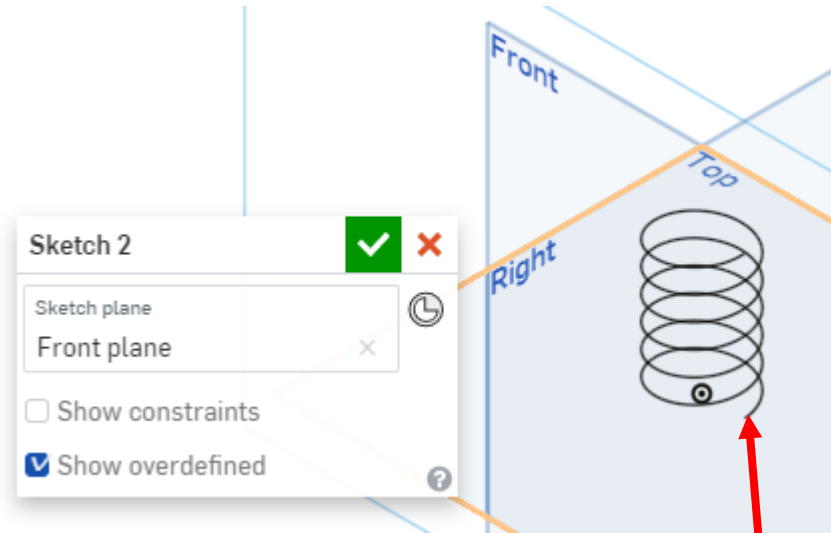 Front
Top
Right
Sketch 2
Sketch plane
Front plane
Show constraints
Show overdefined
?